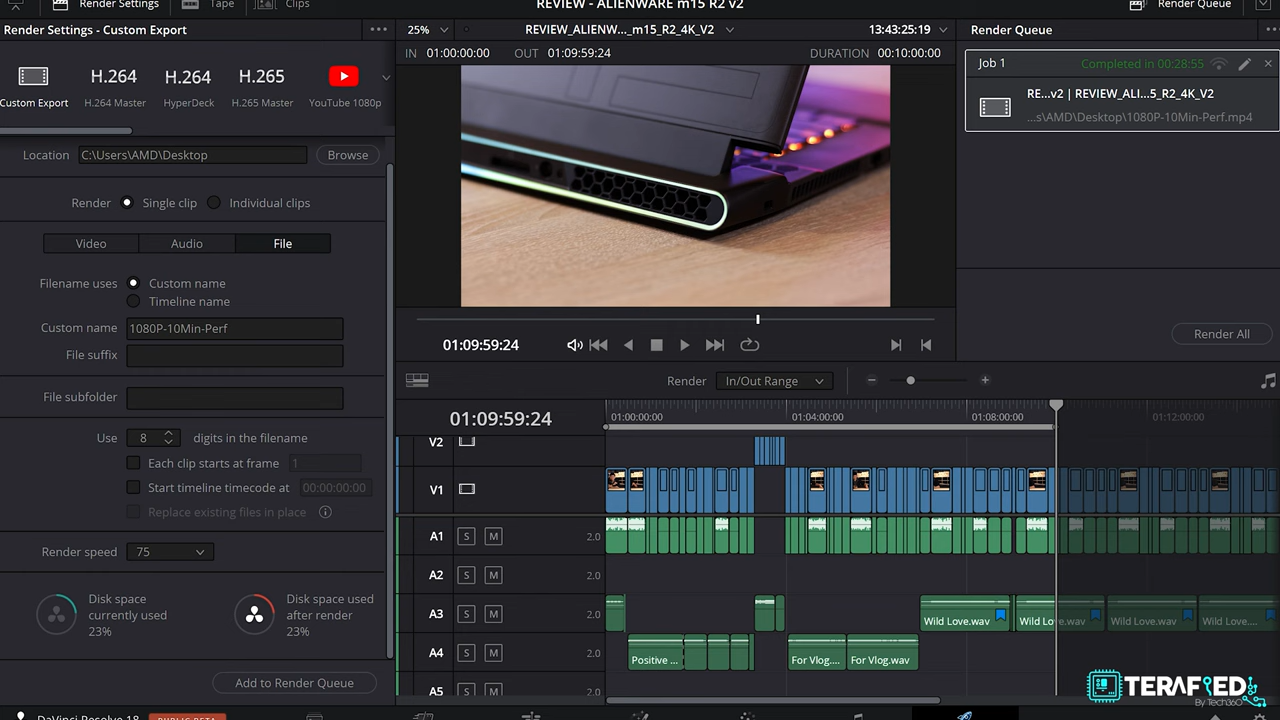 Render Settings
Tape
Clips
REVIEW - ALIENWARE m15 R2 v2
Render Queue
Render Settings - Custom Export
25%
REVIEW_ALIENW..._m15_R2_4K_V2
13:43:25:19
Render Queue
IN 01:00:00:00 OUT 01:09:59:24
DURATION 00:10:00:00
H.264
H.264
H.265
Custom Export
H.264 Master
HyperDeck
H.265 Master
YouTube 1080p
Job 1
Completed in 00:28:55
RE...v2 | REVIEW_ALI...5_R2_4K_V2
...s\AMD\Desktop\1080P-10Min-Perf.mp4
Location C:\Users\AMD\Desktop Browse
Render Single clip Individual clips
Video Audio File
Filename uses Custom name
Timeline name
Custom name 1080P-10Min-Perf
File suffix
File subfolder
Use 8 digits in the filename
Each clip starts at frame 1
Start timeline timecode at 00:00:00:00
Replace existing files in place
Render speed 75
Disk space currently used 23%
Disk space used after render 23%
Add to Render Queue
01:09:59:24
Render All
Render In/Out Range
01:09:59:24
01:00:00:00
01:04:00:00
01:08:00:00
01:12:00:00
V2
V1
A1 S M 2.0
A2 S M 2.0
A3 S M 2.0
Wild Love.wav
Wild Love.wav
Wild Love.wav
Wild Love....
A4 S M 2.0
Positive ...
For Vlog....
For Vlog.wav
A5 S M 2.0
TERAFIED
By Tech360
DaVinci Resolve 18
PUBLIC BETA